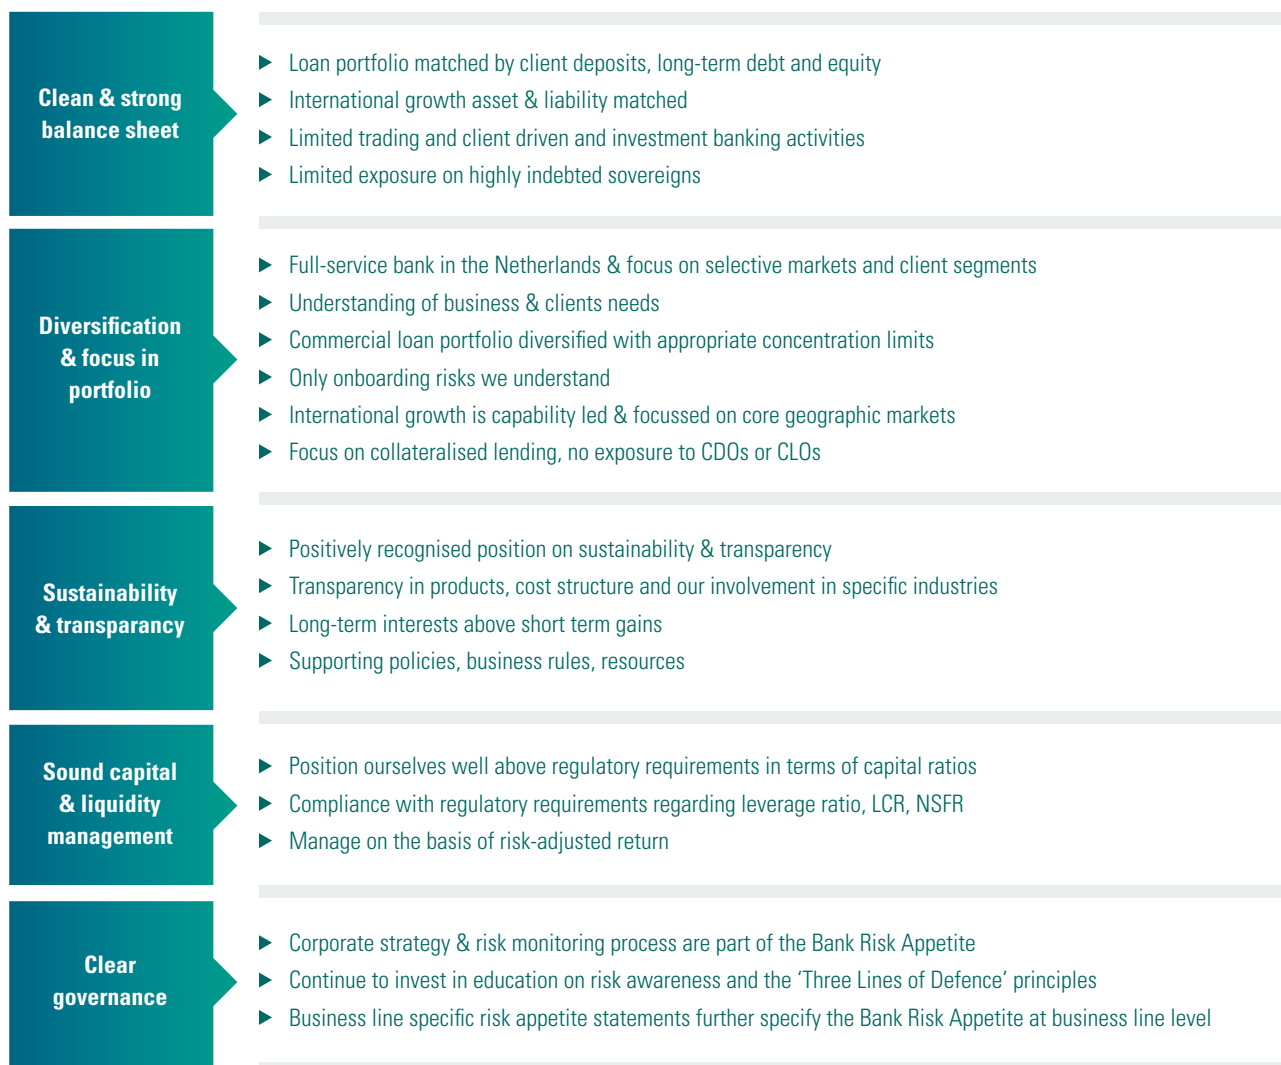 Clean & strong
balance sheet
Loan portfolio matched by client deposits, long-term debt and equity
International growth asset & liability matched
Limited trading and client driven and investment banking activities
Limited exposure on highly indebted sovereigns
Diversification
& focus in
portfolio
Full-service bank in the Netherlands & focus on selective markets and client segments
Understanding of business & clients needs
Commercial loan portfolio diversified with appropriate concentration limits
Only onboarding risks we understand
International growth is capability led & focussed on core geographic markets
Focus on collateralised lending, no exposure to CDOs or CLOs
Sustainability
& transparancy
Positively recognised position on sustainability & transparency
Transparency in products, cost structure and our involvement in specific industries
Long-term interests above short term gains
Supporting policies, business rules, resources
Sound capital
& liquidity
management
Position ourselves well above regulatory requirements in terms of capital ratios
Compliance with regulatory requirements regarding leverage ratio, LCR, NSFR
Manage on the basis of risk-adjusted return
Clear
governance
Corporate strategy & risk monitoring process are part of the Bank Risk Appetite
Continue to invest in education on risk awareness and the ‘Three Lines of Defence’ principles
Business line specific risk appetite statements further specify the Bank Risk Appetite at business line level